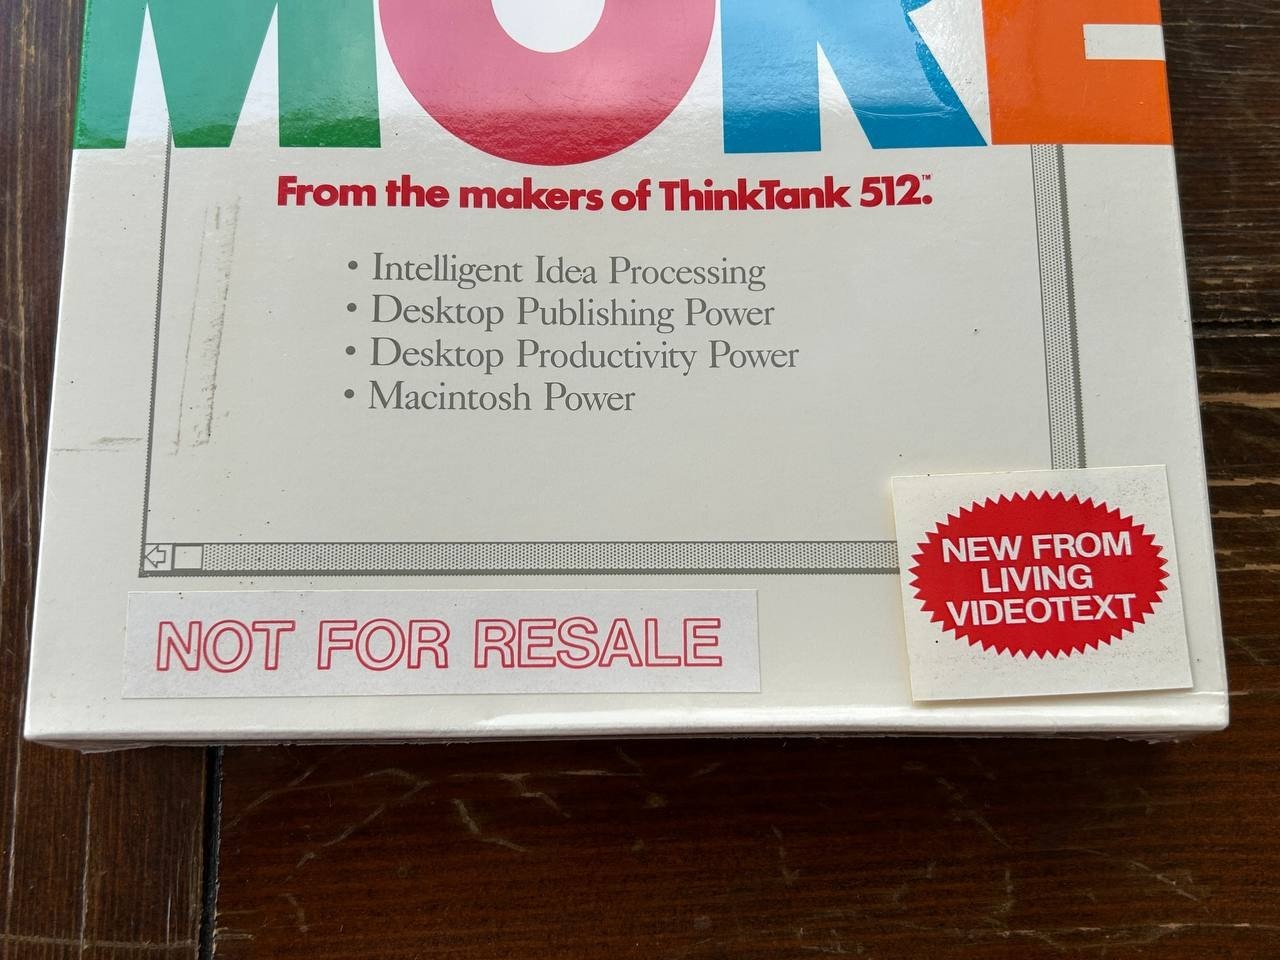 MORE
From the makers of ThinkTank 512.™
• Intelligent Idea Processing
• Desktop Publishing Power
• Desktop Productivity Power
• Macintosh Power
NEW FROM
LIVING
VIDEOTEXT
NOT FOR RESALE